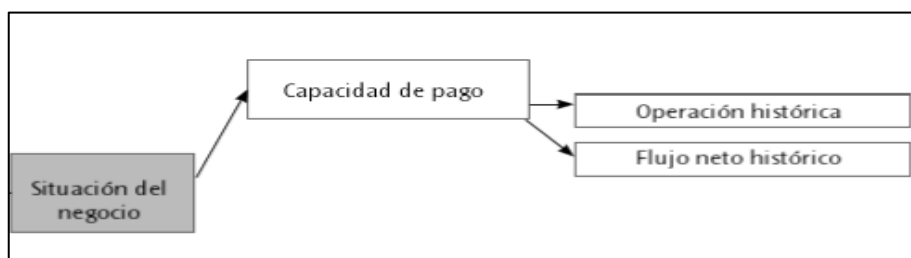 Capacidad de pago
Operación histórica
Flujo neto histórico
Situación del
negocio